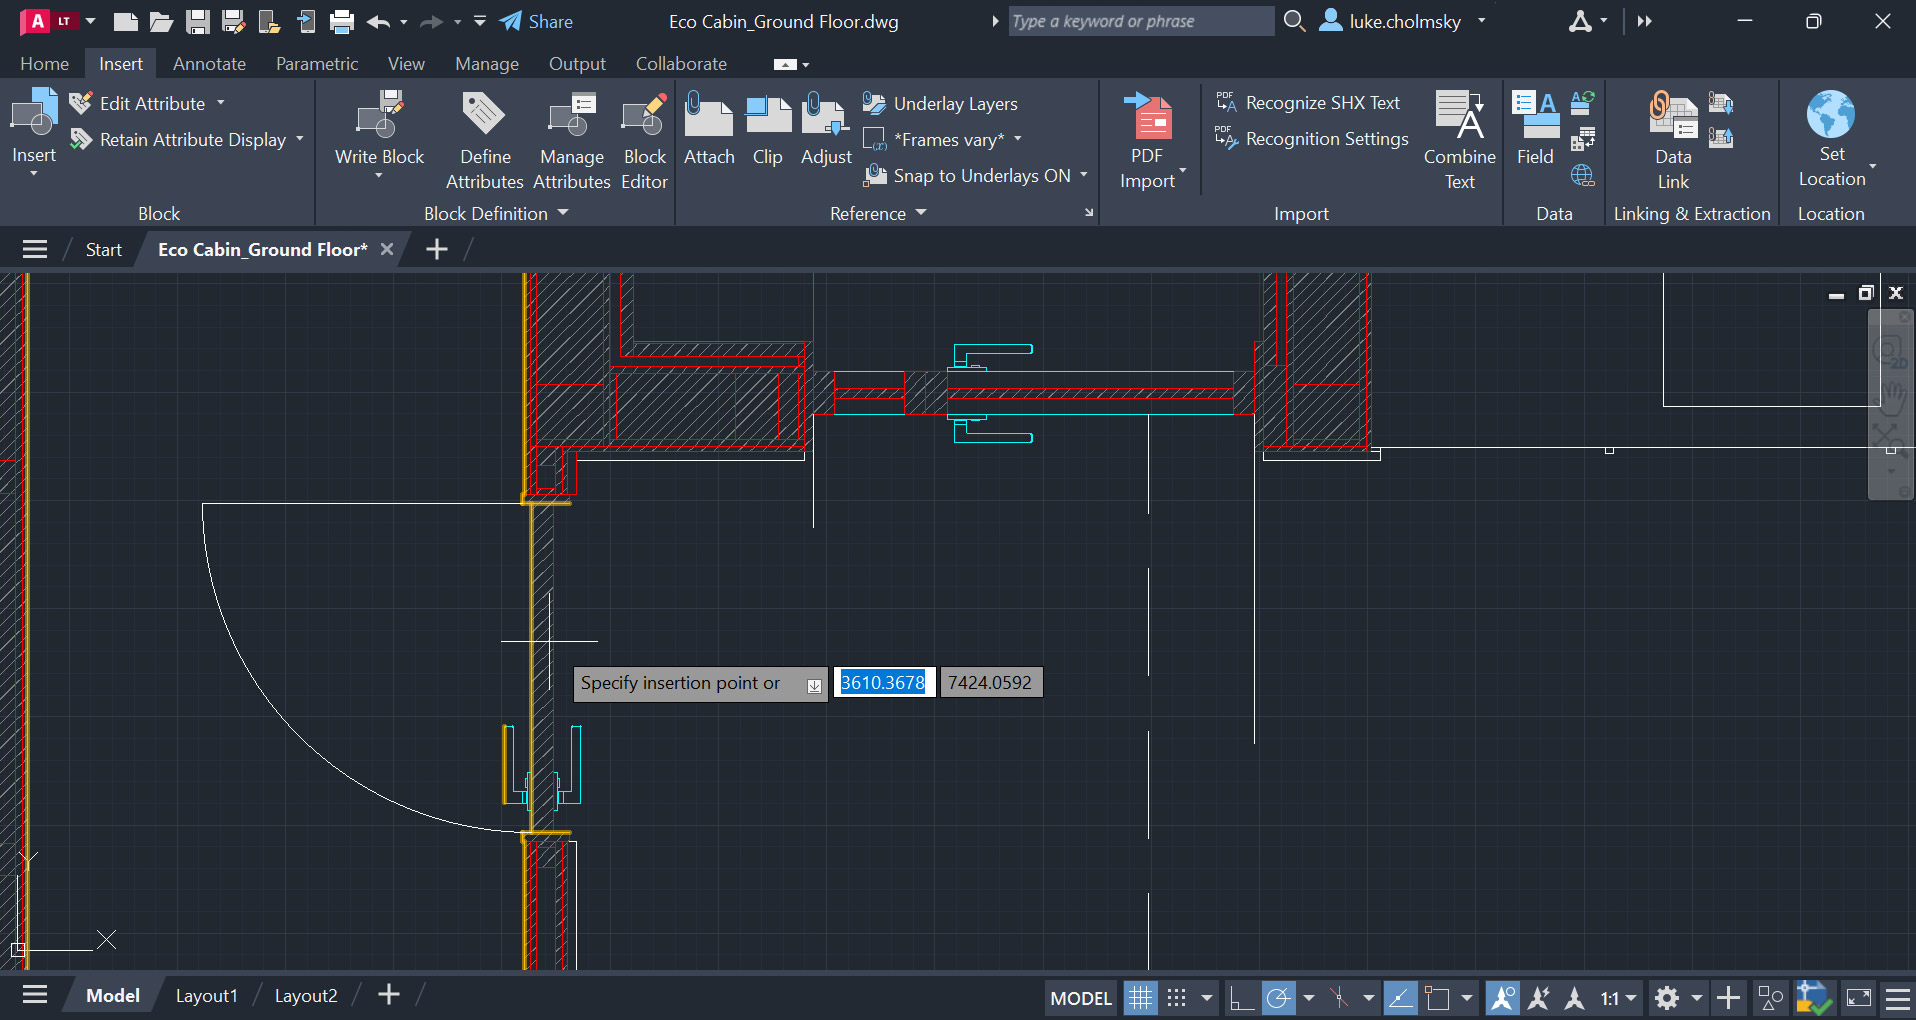 A LT
Share
Eco Cabin_Ground Floor.dwg
Type a keyword or phrase
luke.cholmsky
Home
Insert
Annotate
Parametric
View
Manage
Output
Collaborate
Insert
Edit Attribute
Retain Attribute Display
Block
Write Block
Define
Attributes
Manage
Attributes
Block
Editor
Block Definition
Attach
Clip
Adjust
Underlay Layers
*Frames vary*
Snap to Underlays ON
Reference
PDF
Import
PDF
Recognize SHX Text
PDF
Recognition Settings
Combine
Text
Import
Field
Data
Data
Link
Linking & Extraction
Set
Location
Location
Start
Eco Cabin_Ground Floor*
2D
Specify insertion point or
3610.3678
7424.0592
Y
X
Model
Layout1
Layout2
MODEL
1:1